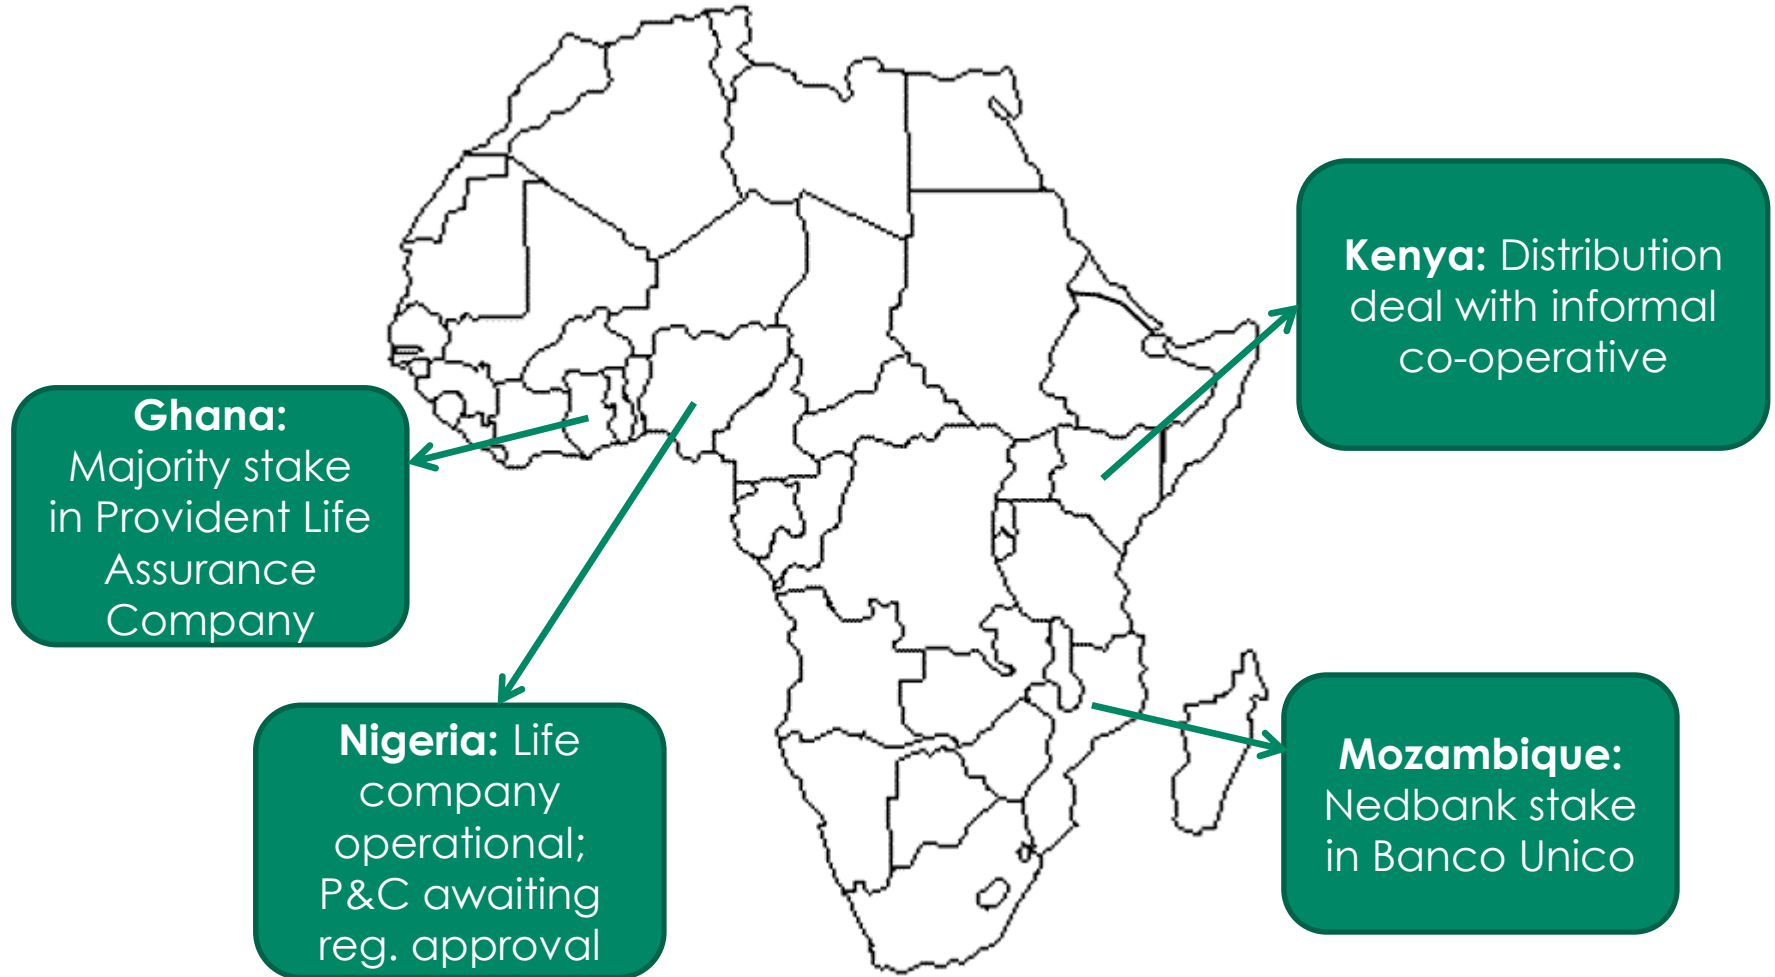 Kenya: Distribution
deal with informal
co-operative
Ghana:
Majority stake
in Provident Life
Assurance
Company
Nigeria: Life
company
operational;
P&C awaiting
reg. approval
Mozambique:
Nedbank stake
in Banco Unico